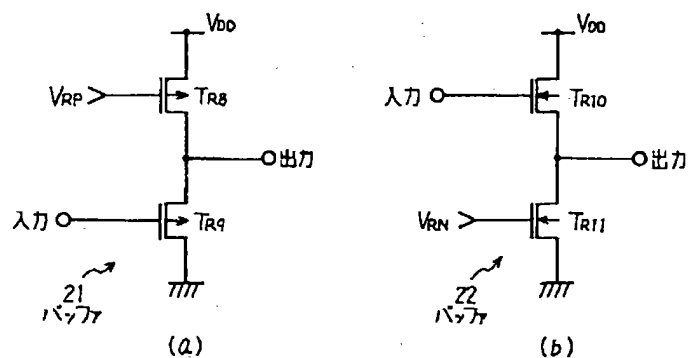 VDD
VRP
TR8
出力
入力
TR9
21
バッファ
(a)
VDD
入力
TR10
出力
VRN
TR11
22
バッファ
(b)